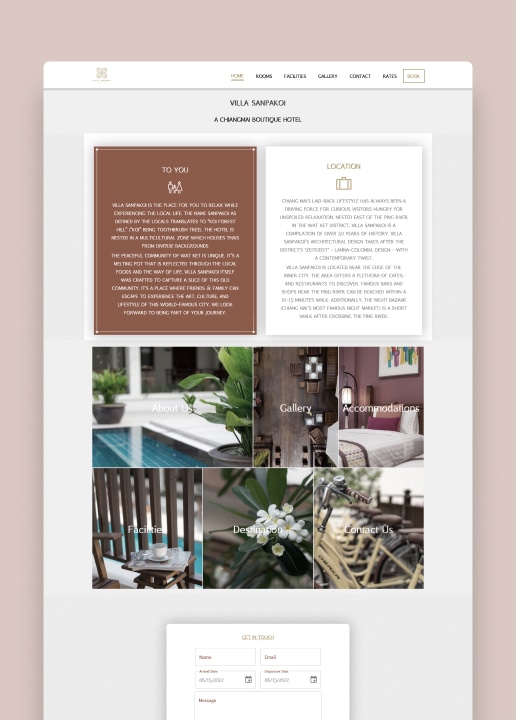 HOME ROOMS FACILITIES GALLERY CONTACT RATES BOOK
VILLA SANPAKOI
A CHIANGMAI BOUTIQUE HOTEL
TO YOU
VILLA SANPAKOI IS THE PLACE FOR YOU TO RELAX WHILE
EXPERIENCING THE LOCAL LIFE. THE NAME SANPAKOI AS
DEFINED BY THE LOCALS TRANSLATES TO "KOI FOREST
HILL" ("KOI" BEING TOOTHBRUSH TREE). THE HOTEL IS
NESTED IN A MULTICULTURAL ZONE WHICH HOUSES THAIS
FROM DIVERSE BACKGROUNDS.
THE PEACEFUL COMMUNITY OF WAT KET IS UNIQUE. IT'S A
MELTING POT THAT IS REFLECTED THROUGH THE LOCAL
FOODS AND THE WAY OF LIFE. VILLA SANPAKOI ITSELF
WAS CRAFTED TO CAPTURE A SLICE OF THIS OLD
COMMUNITY. IT'S A PLACE WHERE FRIENDS & FAMILY CAN
ESCAPE TO EXPERIENCE THE ART, CULTURE, AND
LIFESTYLE OF THIS WORLD-FAMOUS CITY. WE LOOK
FORWARD TO BEING PART OF YOUR JOURNEY.
LOCATION
CHIANG MAI'S LAID-BACK LIFESTYLE HAS ALWAYS BEEN A
DRIVING FORCE FOR CURIOUS VISITORS HUNGRY FOR
UNSPOILED RELAXATION. NESTED EAST OF THE PING RIVER
IN THE WAT KET DISTRICT, VILLA SANPAKOI IS A
COMPILATION OF OVER 50 YEARS OF HISTORY. VILLA
SANPAKOI'S ARCHITECTURAL DESIGN TAKES AFTER THE
DISTRICT'S "ZEITGEIST" - LANNA-COLONIAL DESIGN - WITH
A CONTEMPORARY TWIST.
VILLA SANPAKOI IS LOCATED NEAR THE EDGE OF THE
INNER CITY. THE AREA OFFERS A PLETHORA OF CAFES
AND RESTAURANTS TO DISCOVER. FAMOUS BARS AND
SHOPS NEAR THE PING RIVER CAN BE REACHED WITHIN A
10-15 MINUTES WALK. ADDITIONALLY, THE NIGHT BAZAAR
(CHIANG MAI'S MOST FAMOUS NIGHT MARKET) IS A SHORT
WALK AFTER CROSSING THE PING RIVER.
About Us
Gallery
Accommodations
Facilities
Destination
Contact Us
GET IN TOUCH
Name
Email
Arrival Date
Departure Date
06/15/2022
06/15/2022
Message